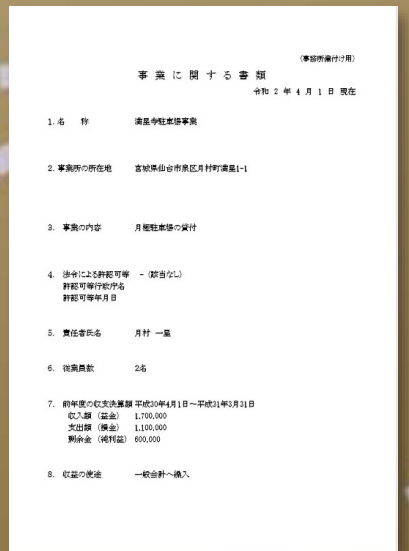 (事務所備付け用)
事業に関する書類
令和 2 年 4 月 1 日 現在
1. 名　称　満星寺駐車場事業
2. 事業所の所在地　宮城県仙台市泉区月村町満星1-1
3. 事業の内容　月極駐車場の貸付
4. 法令による許認可等　- (該当なし)
許認可等行政庁名
許認可等年月日
5. 責任者氏名　月村 一星
6. 従業員数　2名
7. 前年度の収支決算額 平成30年4月1日～平成31年3月31日
収入額 (益金) 1,700,000
支出額 (損金) 1,100,000
剰余金 (純利益) 600,000
8. 収益の使途　一般会計へ繰入